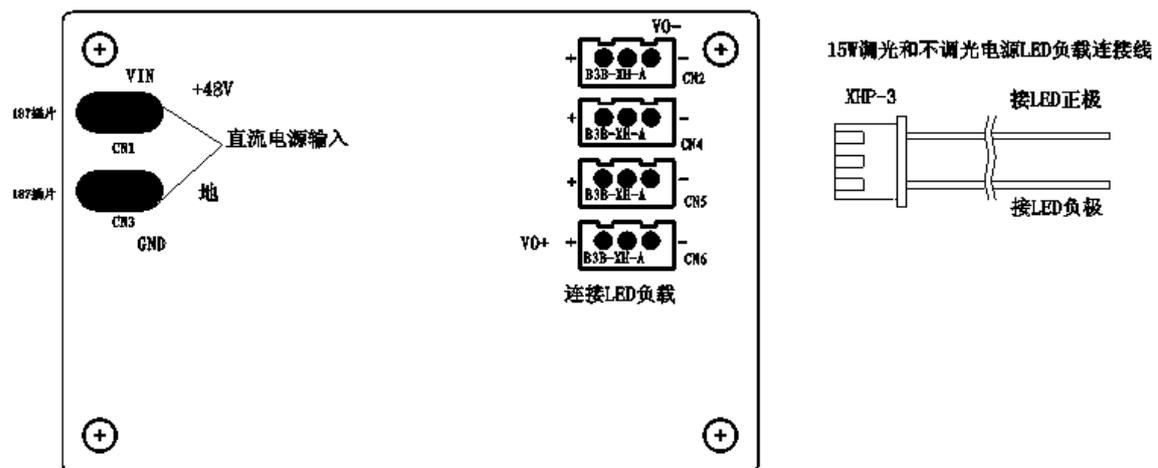 VO-
15W调光和不调光电源LED负载连接线
VIN
+48V
187插片
CN1
直流电源输入
187插片
地
CN3
GND
+
B3B-XH-A
-
CN2
+
B3B-XH-A
-
CN4
+
B3B-XH-A
-
CN5
VO+
+
B3B-XH-A
-
CN6
连接LED负载
XHP-3
接LED正极
接LED负极